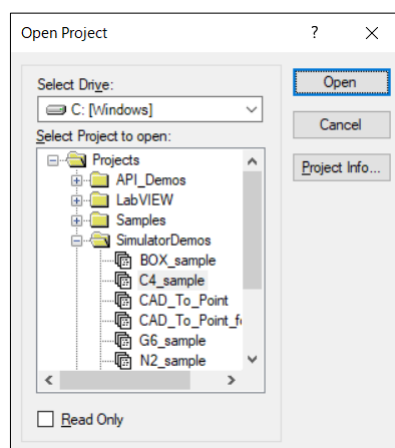 Open Project
?
Select Drive:
C: [Windows]
Select Project to open:
Projects
API_Demos
LabVIEW
Samples
SimulatorDemos
BOX_sample
C4_sample
CAD_To_Point
CAD_To_Point_f
G6_sample
N2_sample
Read Only
Open
Cancel
Project Info...